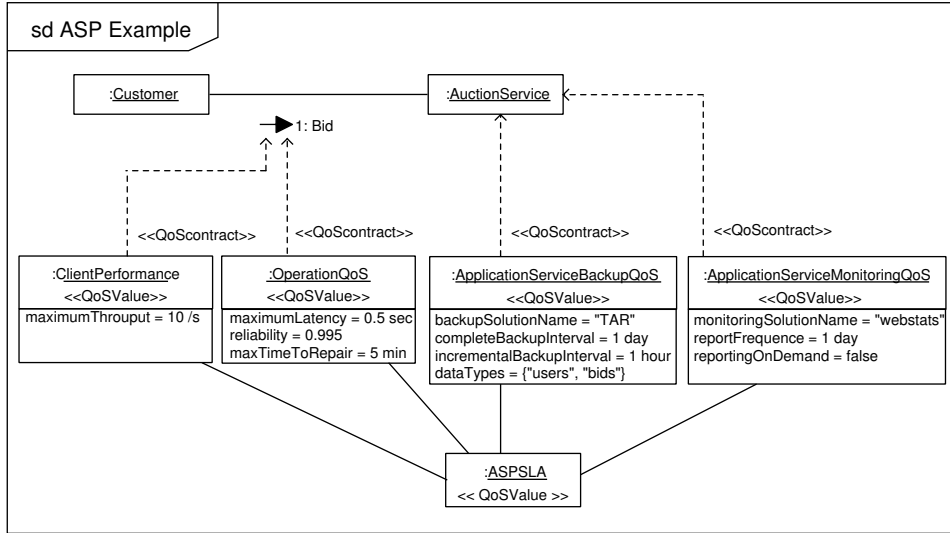 sd ASP Example
:Customer
:AuctionService
1: Bid
<<QoScontract>>
<<QoScontract>>
<<QoScontract>>
<<QoScontract>>
:ClientPerformance
<<QoSValue>>
maximumThrouput = 10 /s
:OperationQoS
<<QoSValue>>
maximumLatency = 0.5 sec
reliability = 0.995
maxTimeToRepair = 5 min
:ApplicationServiceBackupQoS
<<QoSValue>>
backupSolutionName = "TAR"
completeBackupInterval = 1 day
incrementalBackupInterval = 1 hour
dataTypes = {"users", "bids"}
:ApplicationServiceMonitoringQoS
<<QoSValue>>
monitoringSolutionName = "webstats"
reportFrequence = 1 day
reportingOnDemand = false
:ASPSLA
<< QoSValue >>